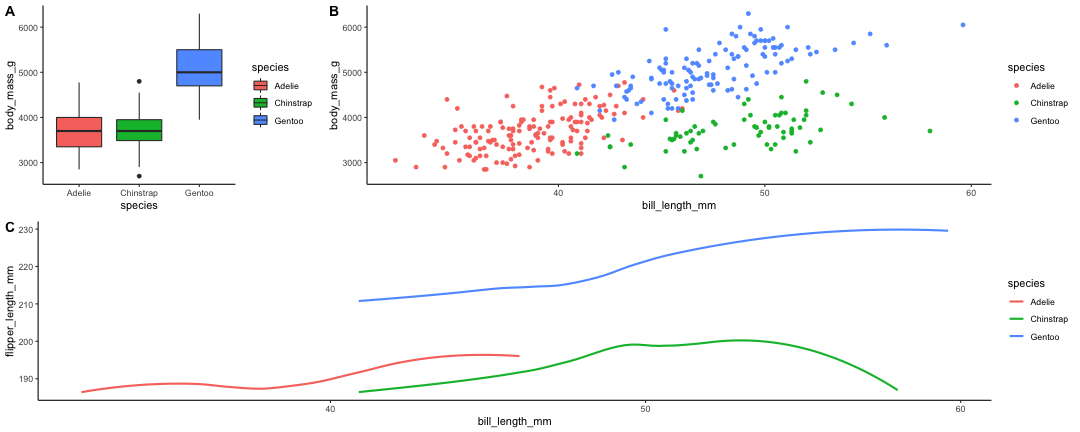 A
body_mass_g
6000
5000
4000
3000
Adelie
Chinstrap
Gentoo
species
species
Adelie
Chinstrap
Gentoo
B
body_mass_g
6000
5000
4000
3000
40
50
60
bill_length_mm
species
Adelie
Chinstrap
Gentoo
C
flipper_length_mm
230
220
210
200
190
40
50
60
bill_length_mm
species
Adelie
Chinstrap
Gentoo